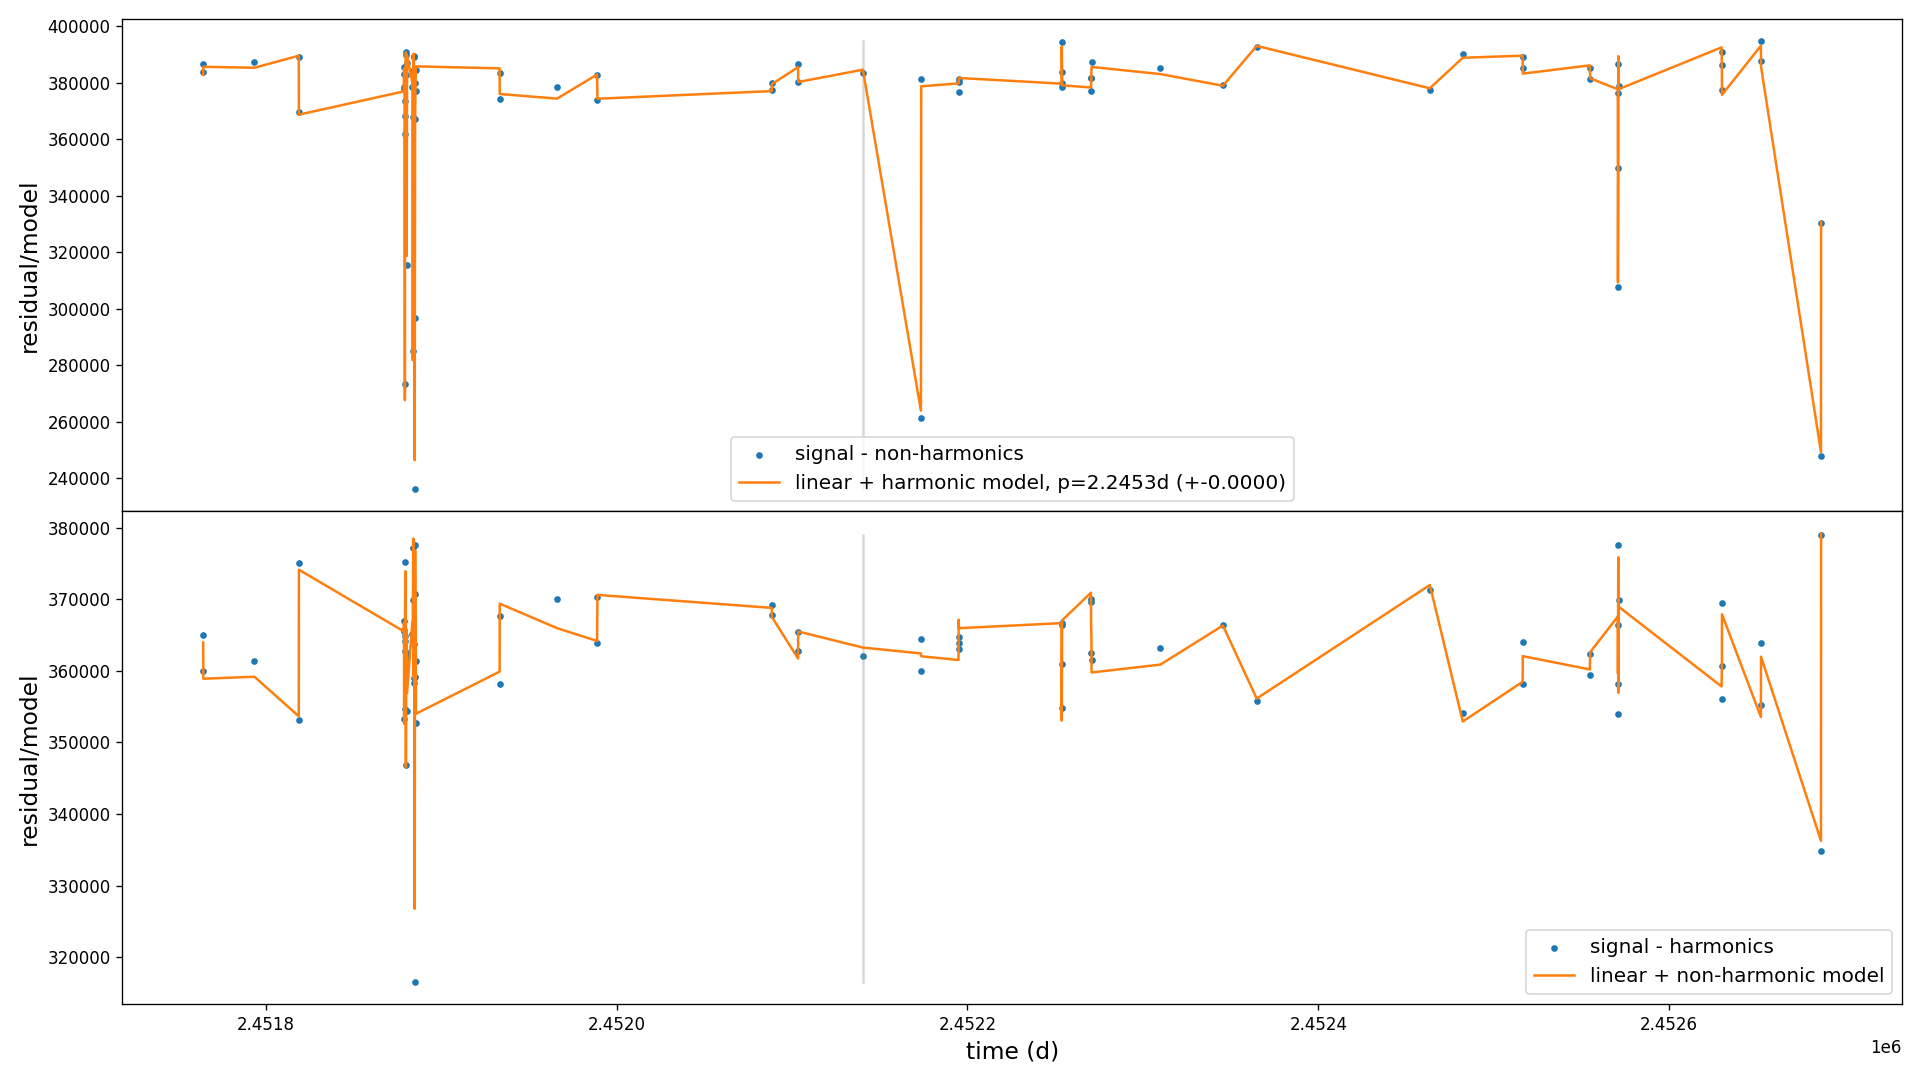 400000
380000
360000
340000
320000
300000
280000
260000
240000
residual/model
signal - non-harmonics
linear + harmonic model, p=2.2453d (+-0.0000)
380000
370000
360000
350000
340000
330000
320000
residual/model
signal - harmonics
linear + non-harmonic model
2.4518
2.4520
2.4522
2.4524
2.4526
time (d)
1e6